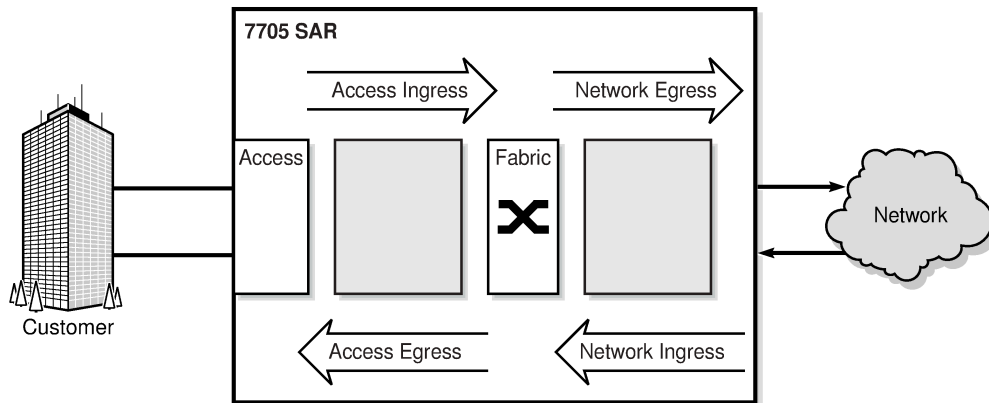 7705 SAR
Access Ingress
Network Egress
Access
Fabric
Network
Customer
Access Egress
Network Ingress